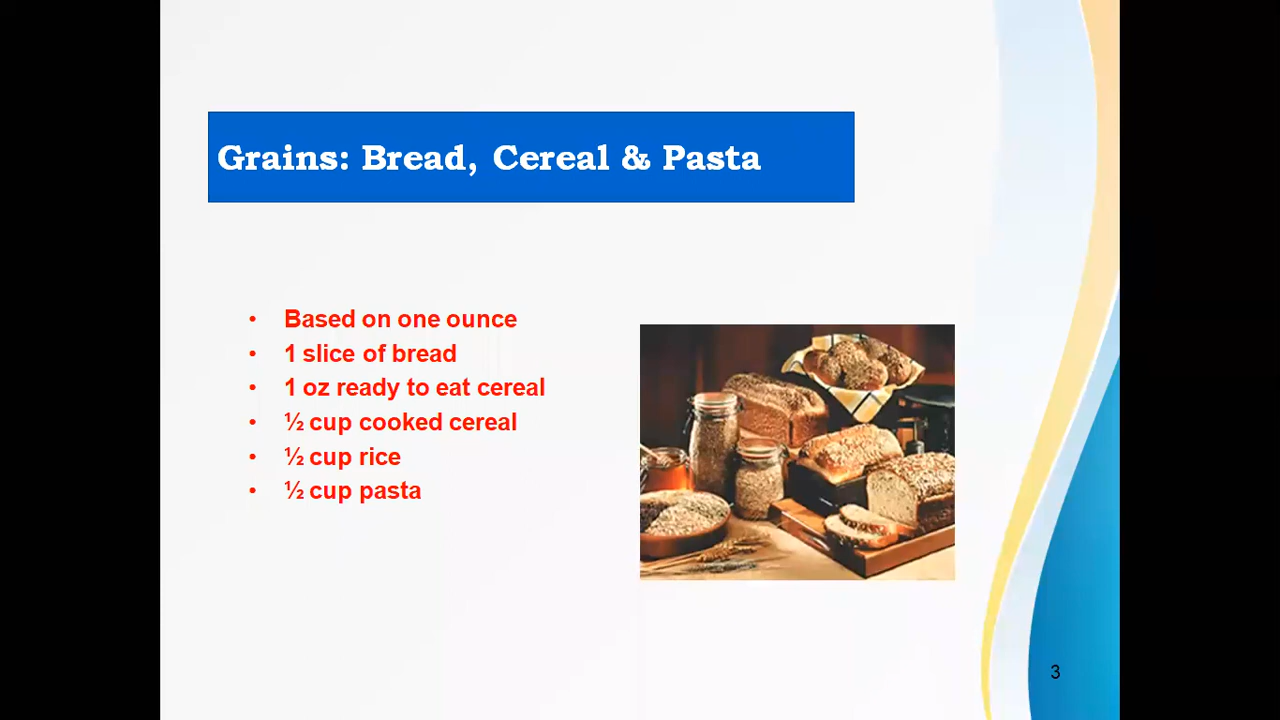 Grains: Bread, Cereal & Pasta
• Based on one ounce
• 1 slice of bread
• 1 oz ready to eat cereal
• ½ cup cooked cereal
• ½ cup rice
• ½ cup pasta
3